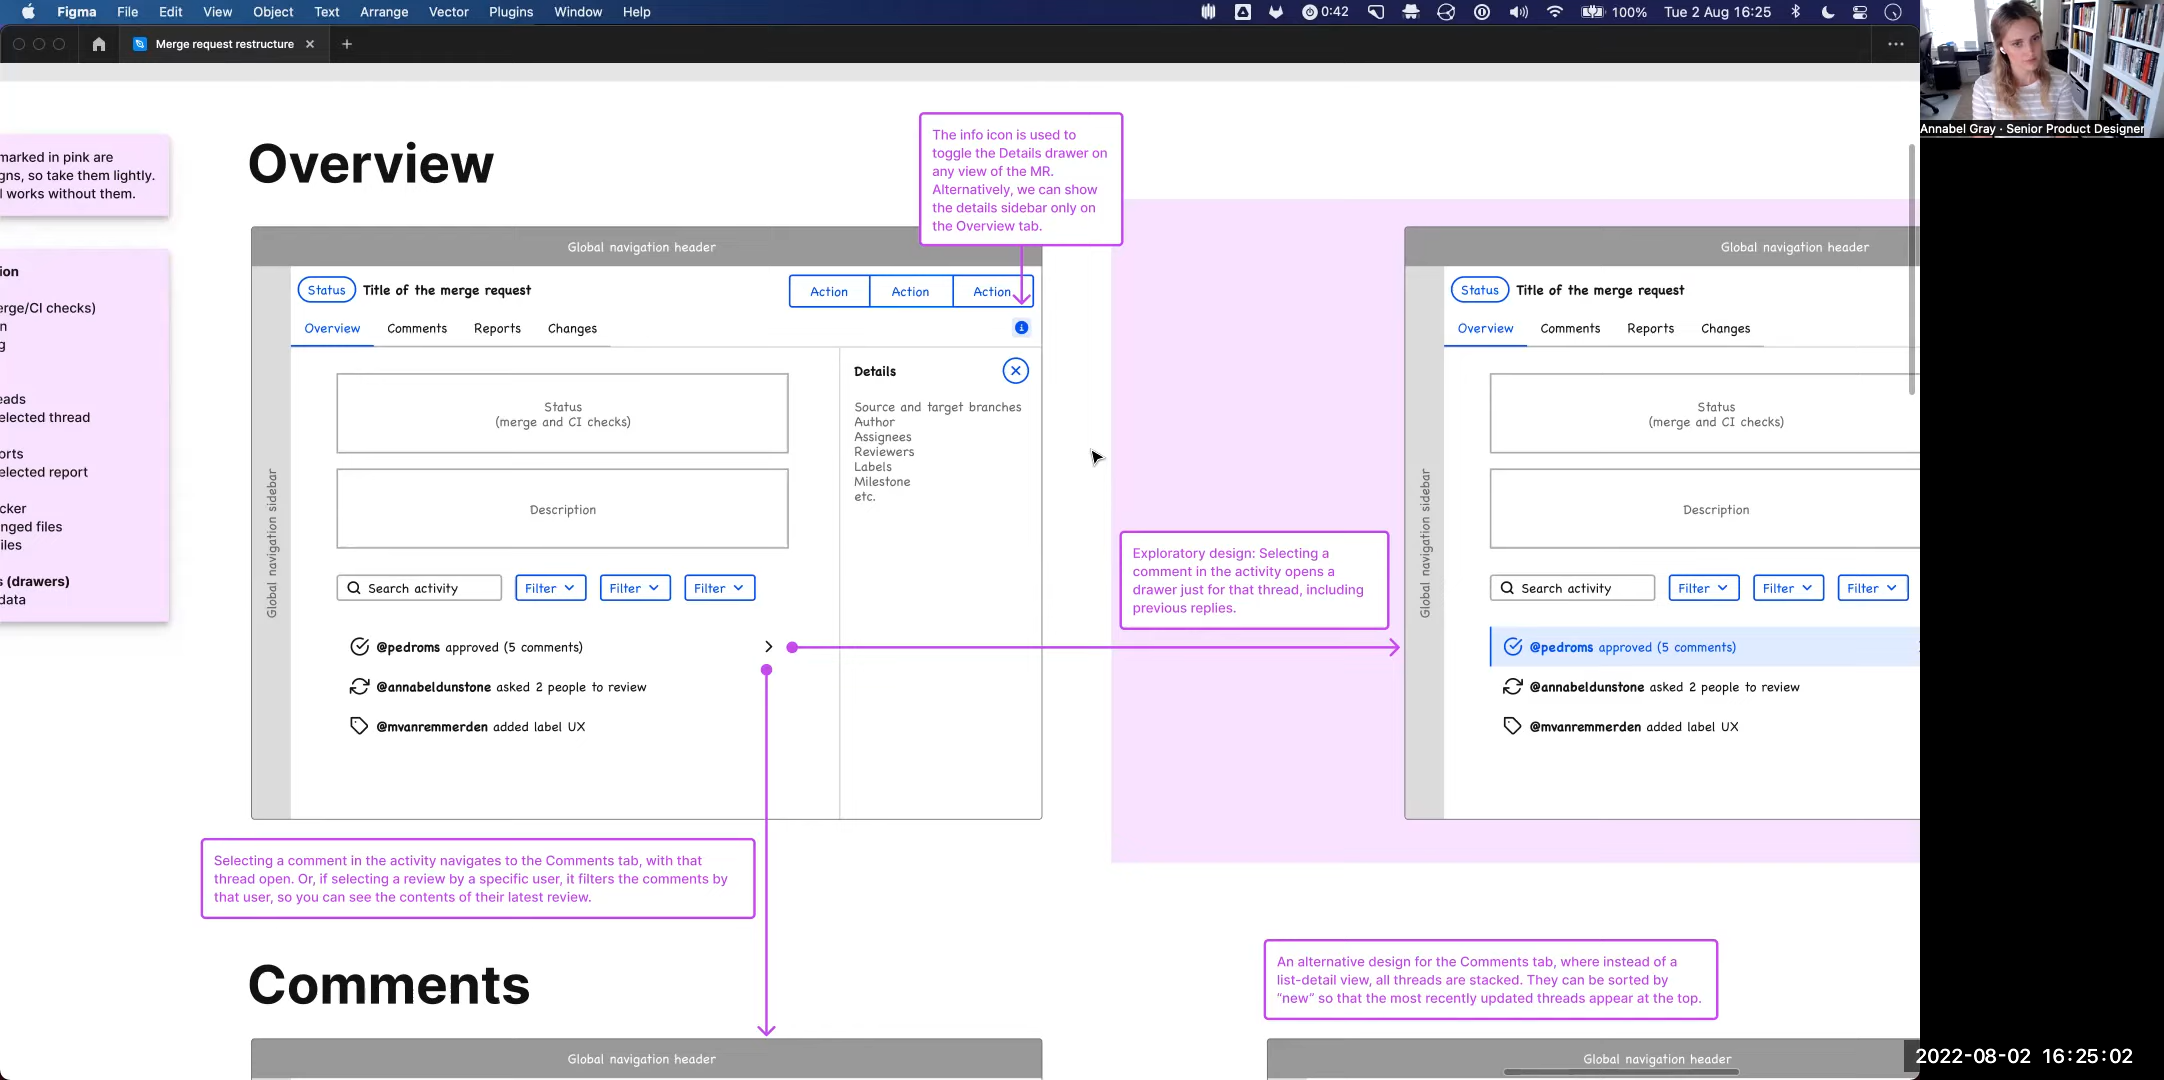 Figma File Edit View Object Text Arrange Vector Plugins Window Help
0:42 100% Tue 2 Aug 16:25
Merge request restructure
Annabel Gray · Senior Product Designer
marked in pink are
gns, so take them lightly.
l works without them.
ion
erge/CI checks)
n
g
eads
elected thread
orts
elected report
cker
nged files
iles
s (drawers)
data
Overview
The info icon is used to
toggle the Details drawer on
any view of the MR.
Alternatively, we can show
the details sidebar only on
the Overview tab.
Global navigation header
Status Title of the merge request
Action Action Action
Overview Comments Reports Changes
Global navigation sidebar
Status
(merge and CI checks)
Description
Search activity Filter Filter Filter
@pedroms approved (5 comments)
@annabeldunstone asked 2 people to review
@mvanremmerden added label UX
Details
Source and target branches
Author
Assignees
Reviewers
Labels
Milestone
etc.
Exploratory design: Selecting a
comment in the activity opens a
drawer just for that thread, including
previous replies.
Global navigation header
Status Title of the merge request
Overview Comments Reports Changes
Global navigation sidebar
Status
(merge and CI checks)
Description
Search activity Filter Filter Filter
@pedroms approved (5 comments)
@annabeldunstone asked 2 people to review
@mvanremmerden added label UX
Selecting a comment in the activity navigates to the Comments tab, with that
thread open. Or, if selecting a review by a specific user, it filters the comments by
that user, so you can see the contents of their latest review.
Comments
Global navigation header
An alternative design for the Comments tab, where instead of a
list-detail view, all threads are stacked. They can be sorted by
"new" so that the most recently updated threads appear at the top.
Global navigation header
2022-08-02 16:25:02